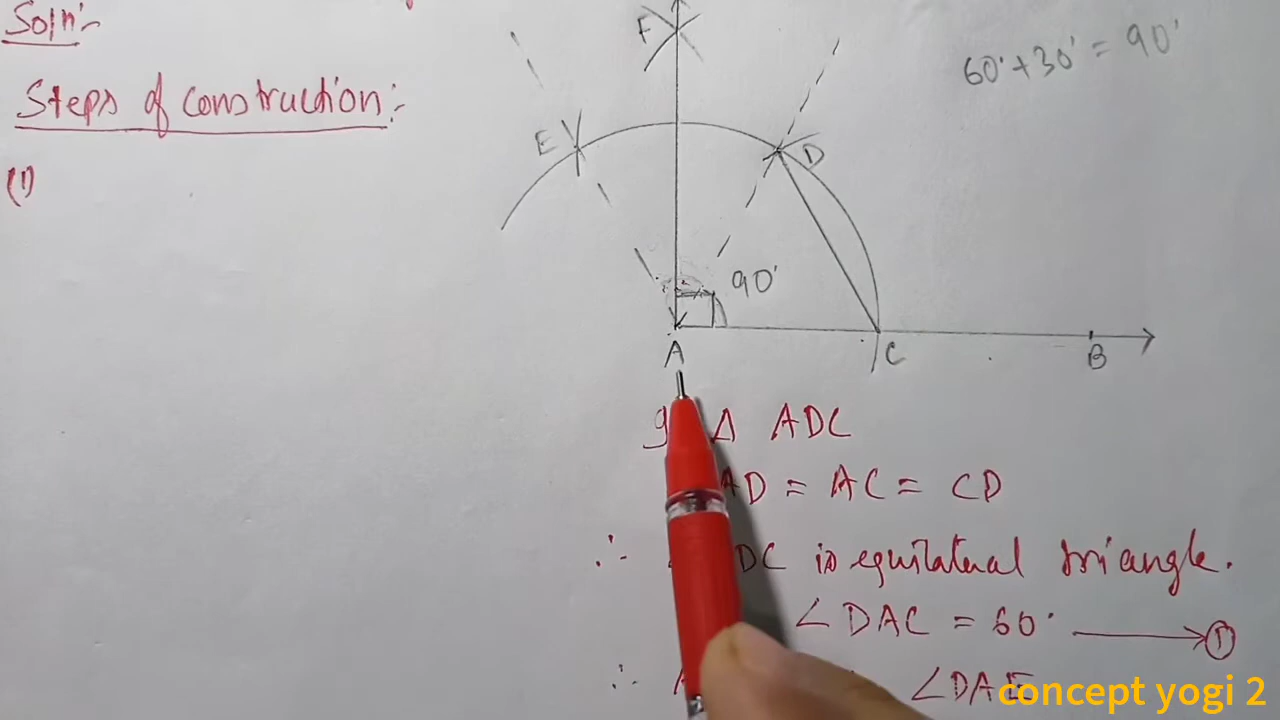 Soln:-
Steps of construction:-
(1)
60°+30° = 90°
F
E
D
90°
A
C
B
Δ ADC
AD = AC = CD
∴ DC is equilateral triangle.
∠DAC = 60° → ①
∴ ∠DAE
concept yogi 2